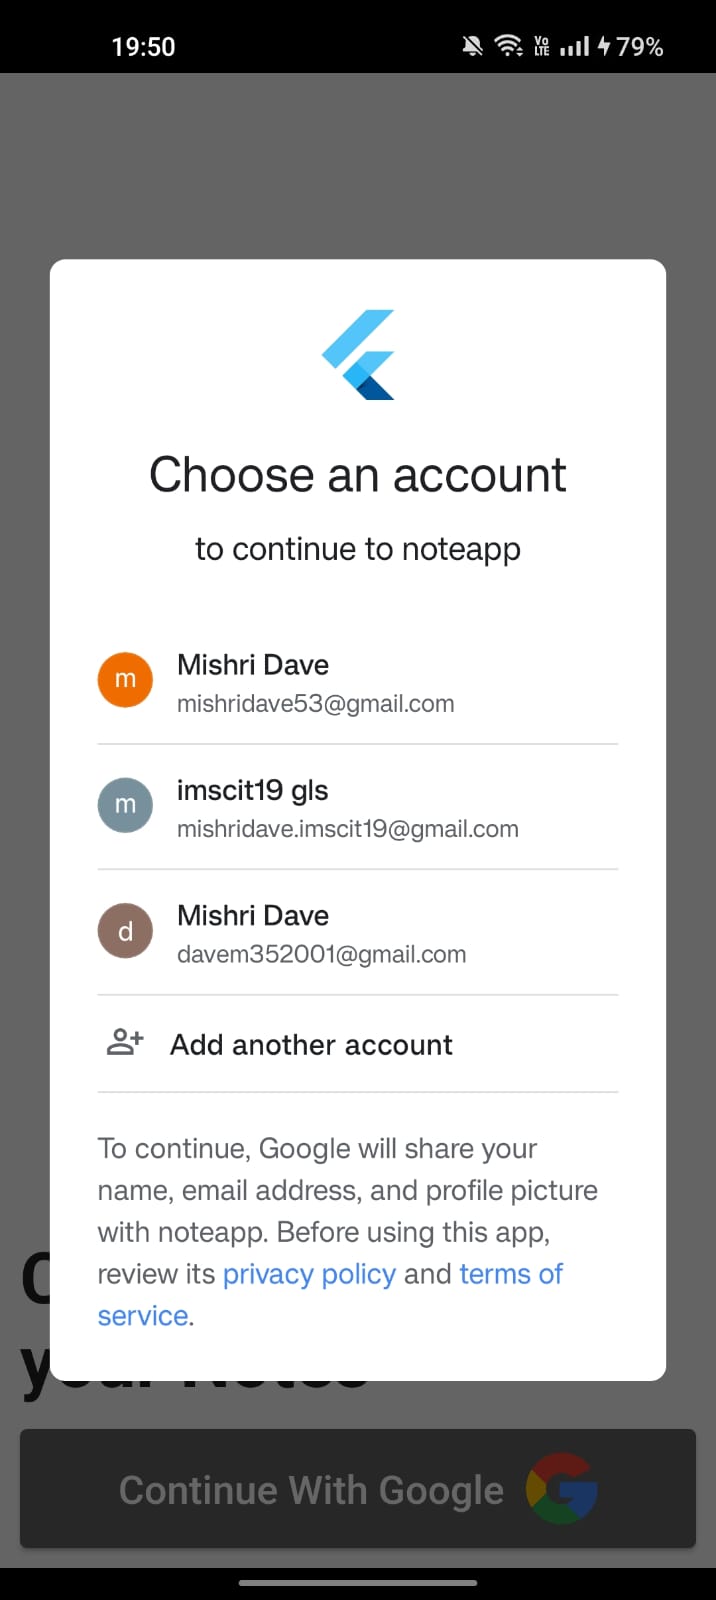 19:50
Vo
LTE
79%
Choose an account
to continue to noteapp
m
Mishri Dave
mishridave53@gmail.com
m
imscit19 gls
mishridave.imscit19@gmail.com
d
Mishri Dave
davem352001@gmail.com
Add another account
To continue, Google will share your
name, email address, and profile picture
with noteapp. Before using this app,
review its privacy policy and terms of
service.
Continue With Google